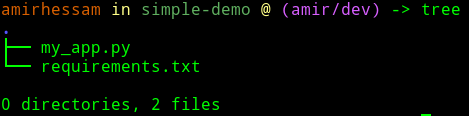 amirhessam in simple-demo @ (amir/dev) -> tree
.
├── my_app.py
└── requirements.txt
0 directories, 2 files